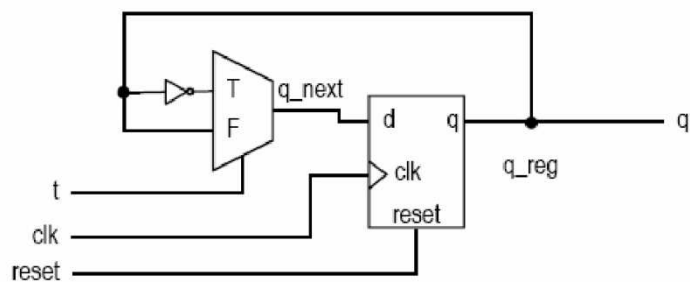 T
q_next
F
d
q
q
clk
q_reg
t
reset
clk
reset